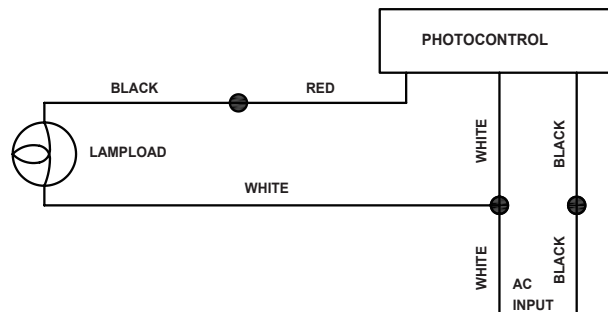 PHOTOCONTROL
BLACK
RED
LAMPLOAD
WHITE
WHITE
BLACK
WHITE
BLACK
AC
INPUT